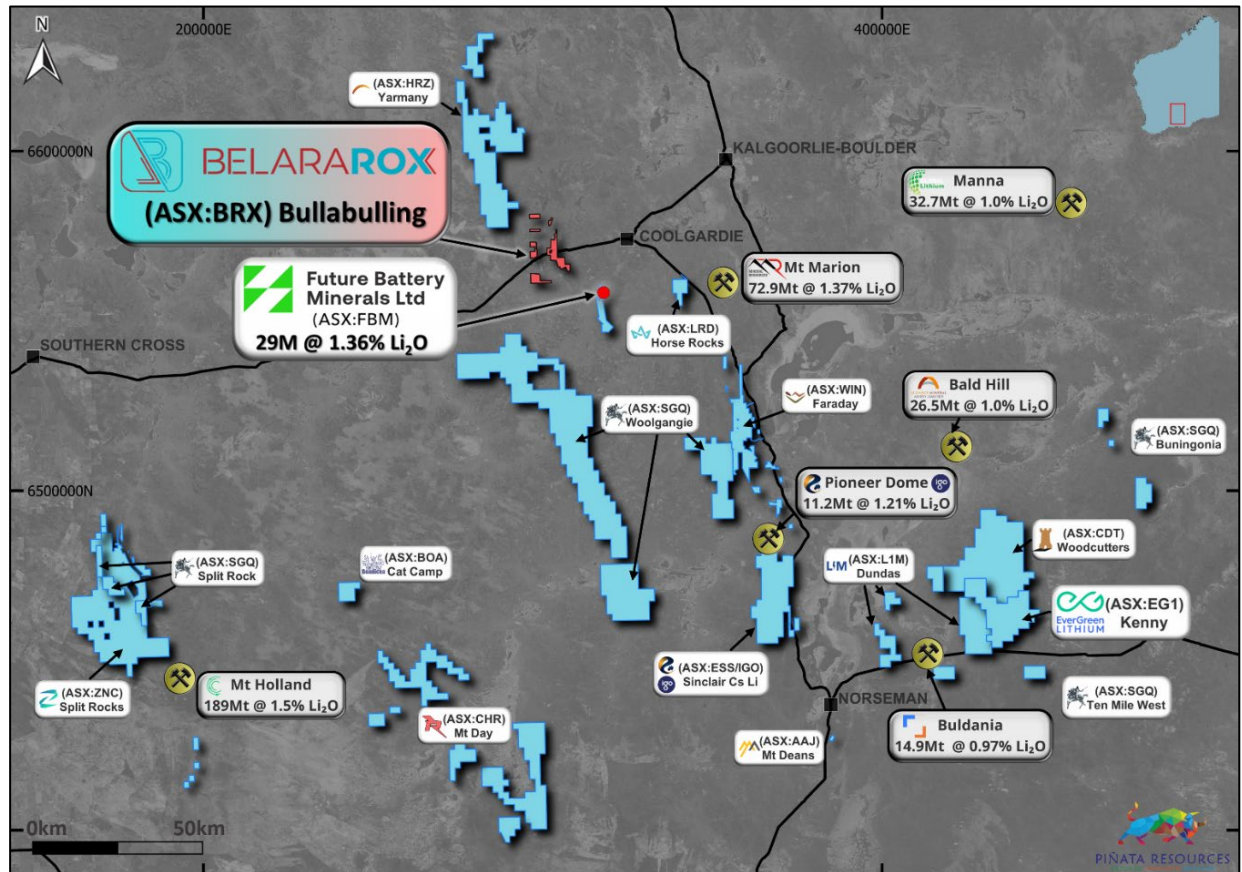 N
200000E
400000E
(ASX:HRZ)
Yarmany
6600000N
BELARAROX
(ASX:BRX) Bullabulling
KALGOORLIE-BOULDER
Lithium
Manna
32.7Mt @ 1.0% Li₂O
COOLGARDIE
Future Battery
Minerals Ltd
(ASX:FBM)
29M @ 1.36% Li₂O
Mt Marion
72.9Mt @ 1.37% Li₂O
(ASX:LRD)
Horse Rocks
SOUTHERN CROSS
(ASX:WIN)
Faraday
Bald Hill
26.5Mt @ 1.0% Li₂O
(ASX:SGQ)
Woolgangie
(ASX:SGQ)
Buningonia
6500000N
Pioneer Dome igo
11.2Mt @ 1.21% Li₂O
(ASX:CDT)
Woodcutters
(ASX:SGQ)
Split Rock
(ASX:BOA)
Cat Camp
LM (ASX:L1M)
Dundas
EverGreen
LITHIUM
(ASX:EG1)
Kenny
(ASX:ZNC)
Split Rocks
Mt Holland
189Mt @ 1.5% Li₂O
igo
(ASX:ESS/IGO)
Sinclair Cs Li
(ASX:SGQ)
Ten Mile West
NORSEMAN
(ASX:CHR)
Mt Day
(ASX:AAJ)
Mt Deans
Buldania
14.9Mt @ 0.97% Li₂O
0km 50km
PIÑATA RESOURCES